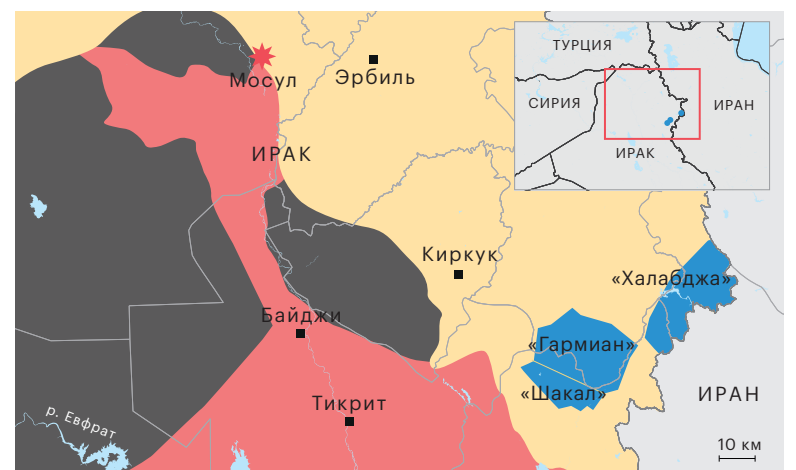 ТУРЦИЯ
СИРИЯ
ИРАН
ИРАК
Мосул
Эрбиль
ИРАК
Киркук
«Халабджа»
Байджи
«Гармиан»
«Шакал»
Тикрит
ИРАН
р. Евфрат
10 км